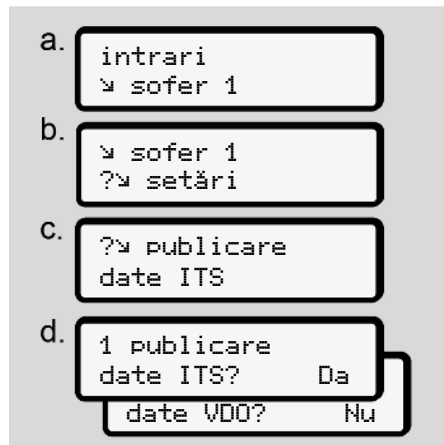 a.
intrari
↘ sofer 1
b.
↘ sofer 1
?↘ setări
c.
?↘ publicare
date ITS
d.
1 publicare
date ITS? Da
date VDO? Nu